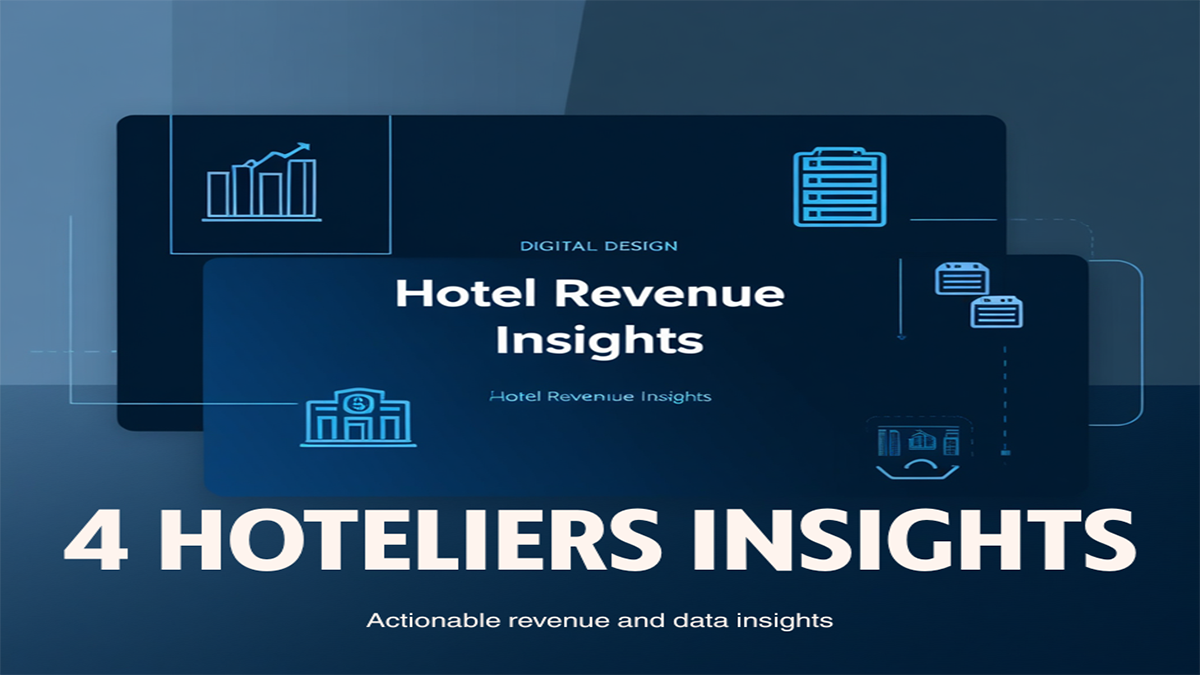 DIGITAL DESIGN
Hotel Revenue
Insights
Hotel Revenue Insights
4 HOTELIERS INSIGHTS
Actionable revenue and data insights